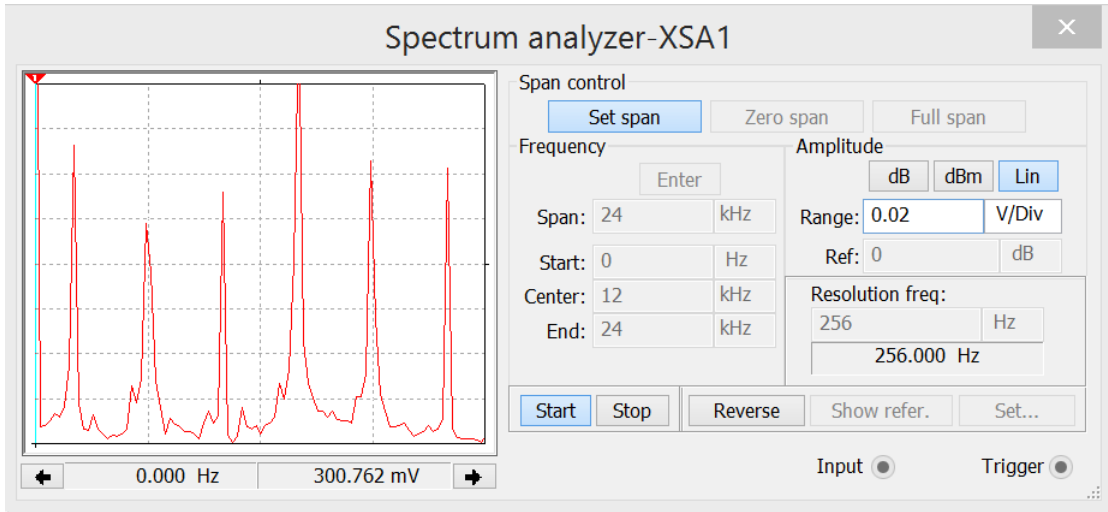 Spectrum analyzer-XSA1
×
Span control
Set span Zero span Full span
Frequency
Enter
Span: 24 kHz
Start: 0 Hz
Center: 12 kHz
End: 24 kHz
Amplitude
dB dBm Lin
Range: 0.02 V/Div
Ref: 0 dB
Resolution freq:
256 Hz
256.000 Hz
Start Stop Reverse Show refer. Set...
0.000 Hz 300.762 mV
Input Trigger